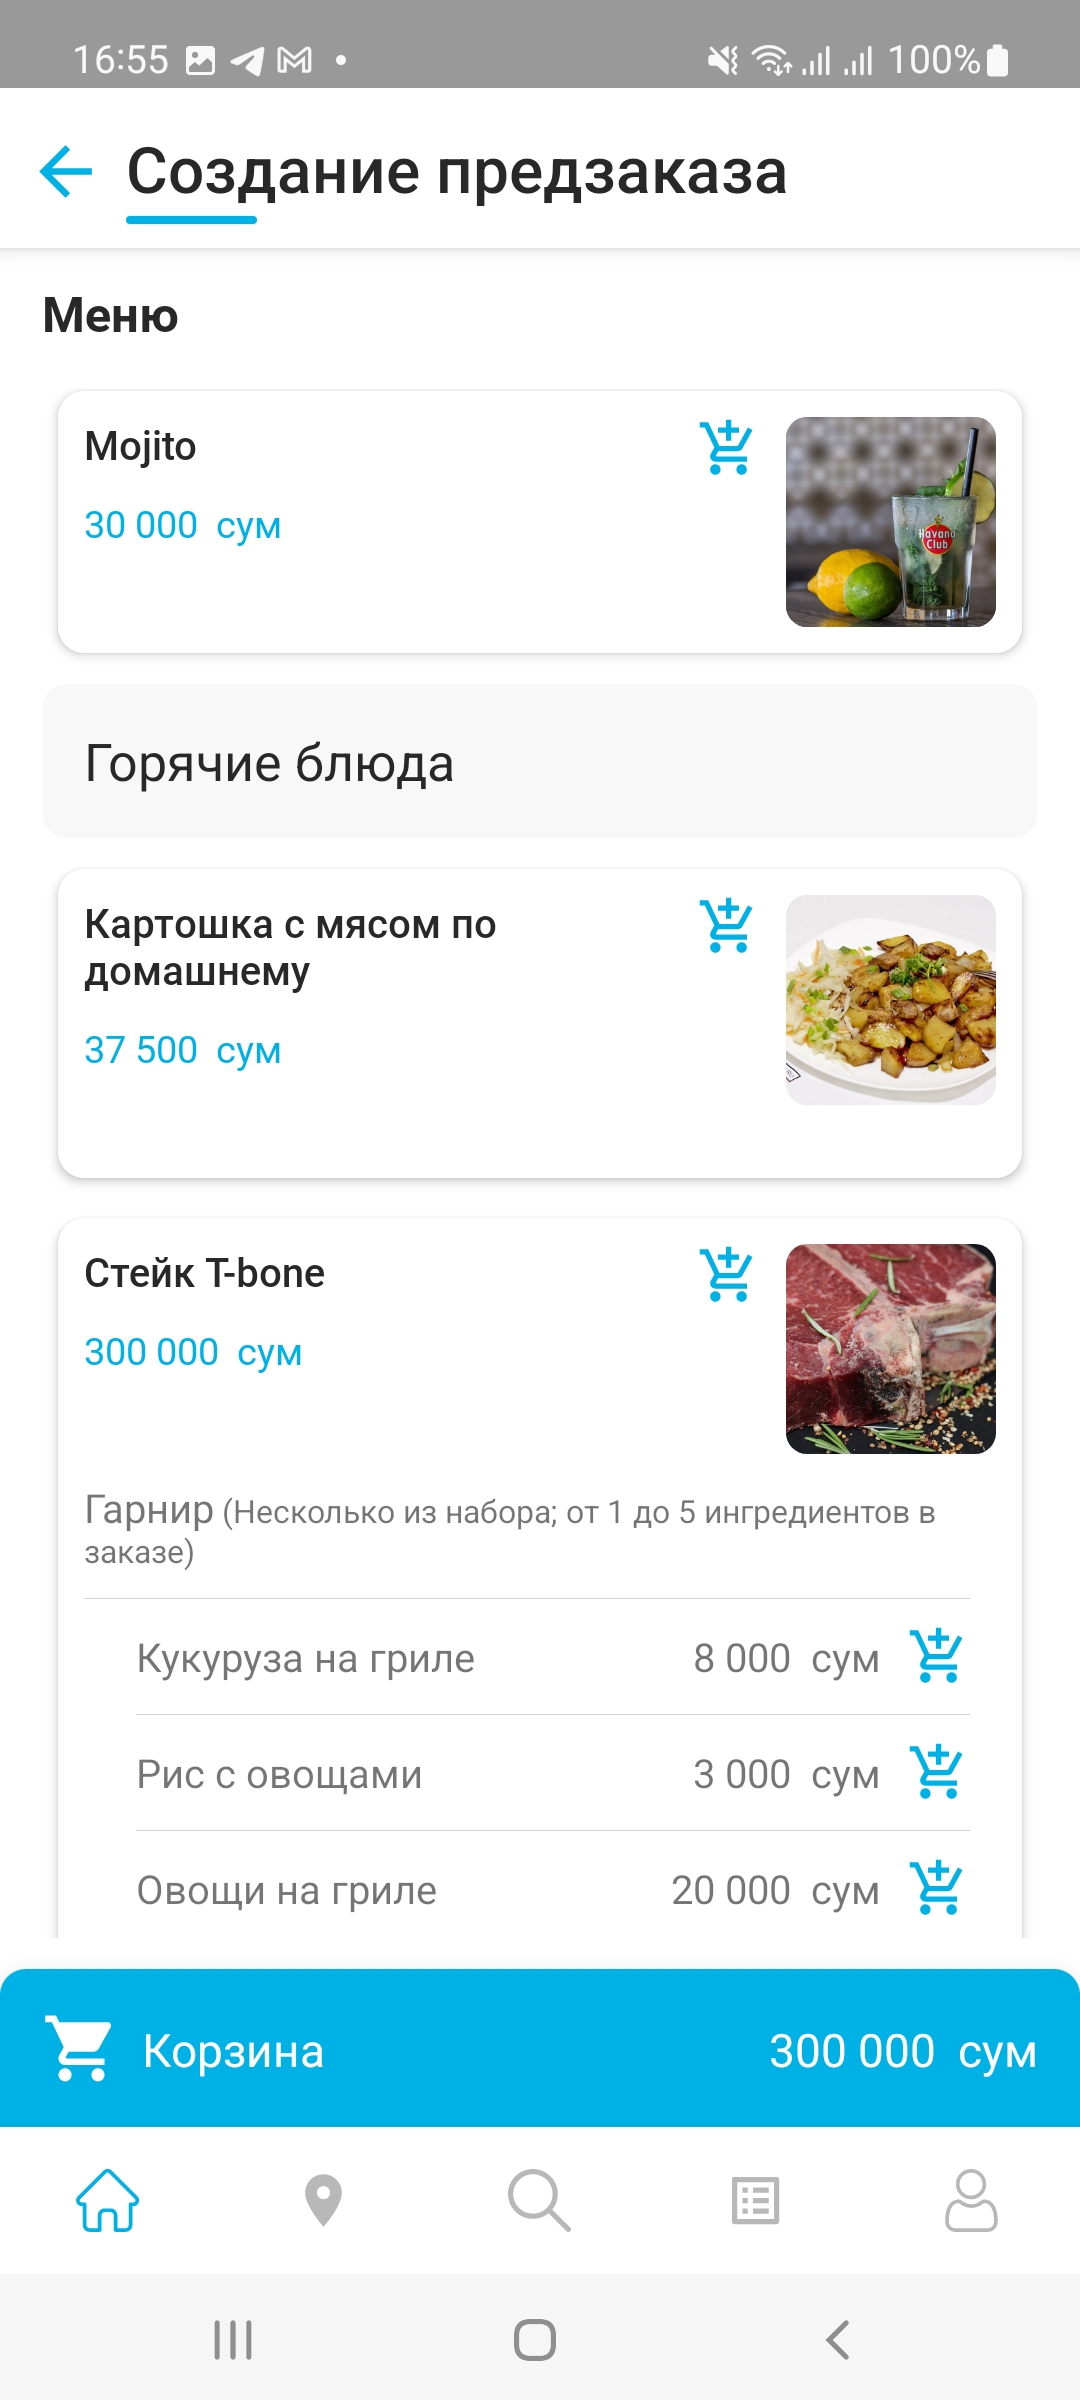 16:55
100%
Создание предзаказа
Меню
Mojito
30 000 сум
Havana
Club
Горячие блюда
Картошка с мясом по
домашнему
37 500 сум
Стейк T-bone
300 000 сум
Гарнир (Несколько из набора; от 1 до 5 ингредиентов в
заказе)
Кукуруза на гриле 8 000 сум
Рис с овощами 3 000 сум
Овощи на гриле 20 000 сум
Корзина 300 000 сум